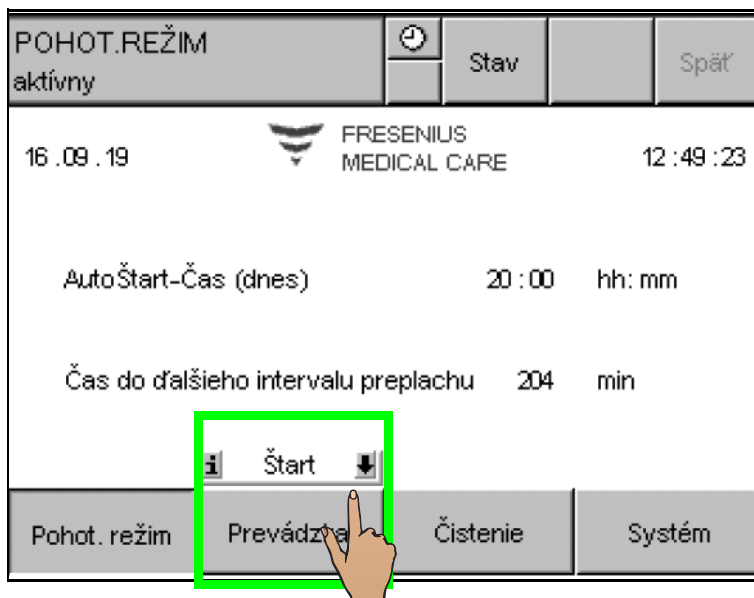 POHOT.REŽIM
aktívny
Stav
Späť
16 .09 .19
FRESENIUS
MEDICAL CARE
12 :49 :23
AutoŠtart-Čas (dnes) 20 : 00 hh: mm
Čas do ďalšieho intervalu preplachu 204 min
i Štart
Pohot. režim
Čistenie
Systém